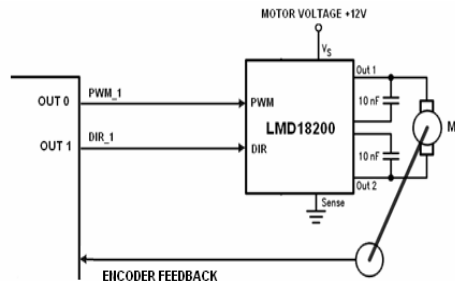 MOTOR VOLTAGE +12V
VS
Out 1
PWM_1
OUT 0
PWM
10 nF
LMD18200
M
DIR_1
OUT 1
DIR
10 nF
Out 2
Sense
ENCODER FEEDBACK